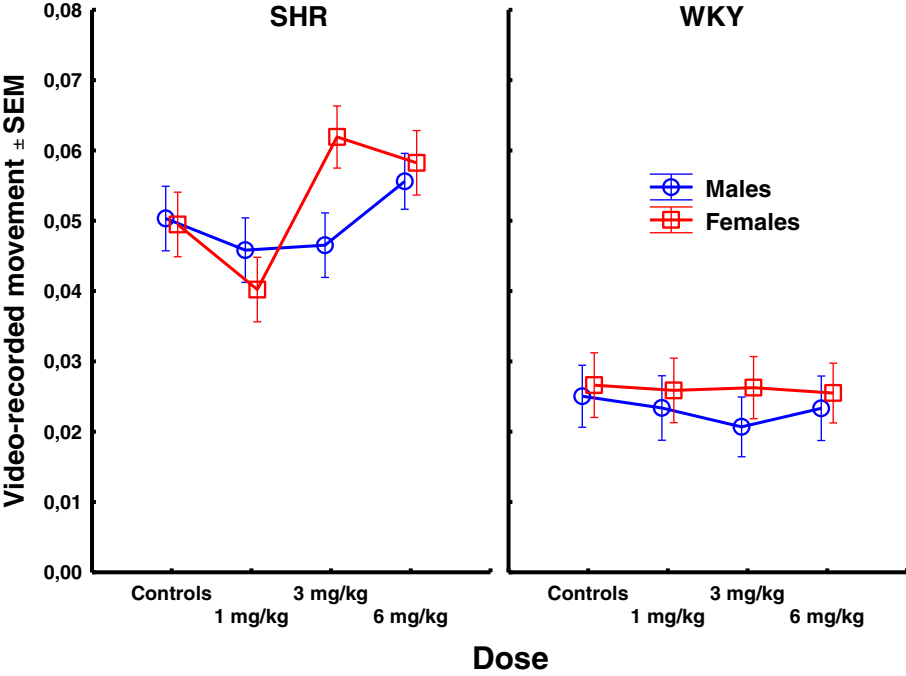 SHR
WKY
Video-recorded movement ± SEM
0,08
0,07
0,06
0,05
0,04
0,03
0,02
0,01
0,00
Males
Females
Controls
1 mg/kg
3 mg/kg
6 mg/kg
Controls
1 mg/kg
3 mg/kg
6 mg/kg
Dose